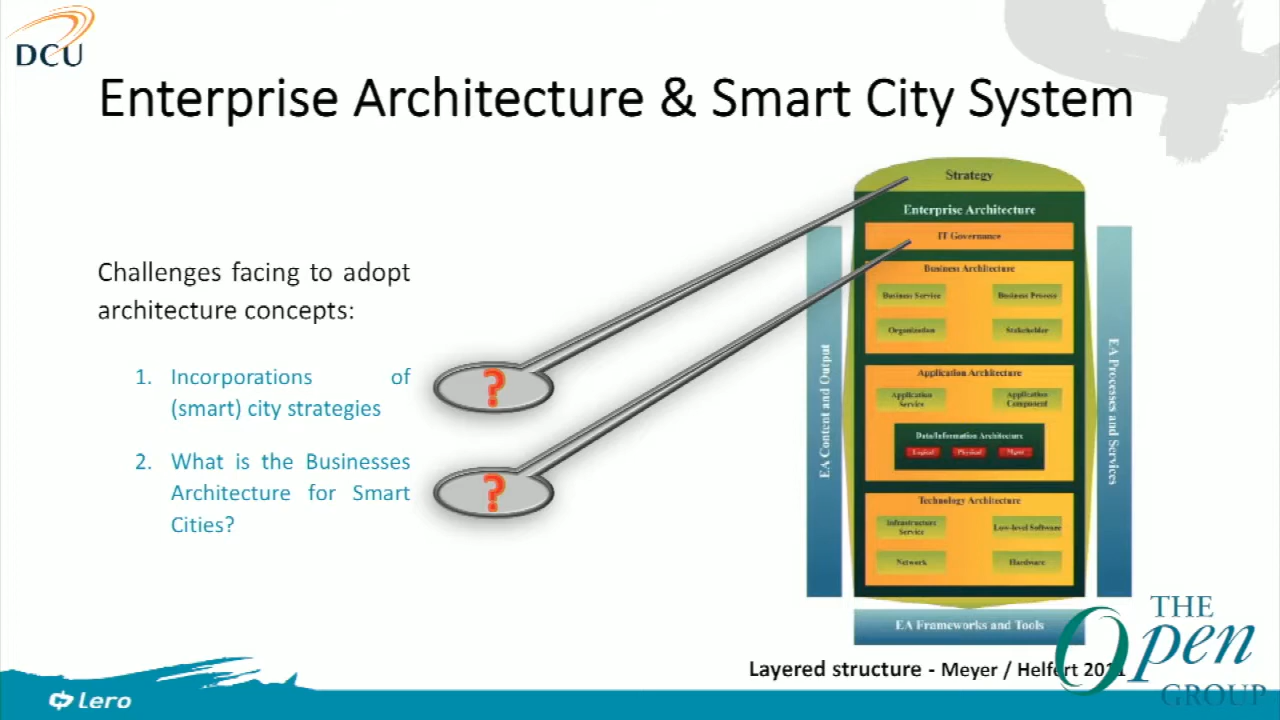 DCU
Enterprise Architecture & Smart City System
Challenges facing to adopt
architecture concepts:
1. Incorporations of
(smart) city strategies
2. What is the Businesses
Architecture for Smart
Cities?
?
?
Strategy
Enterprise Architecture
IT Governance
Business Architecture
Business Service
Business Process
Organization
Stakeholder
Application Architecture
Application
Service
Application
Component
Data/Information Architecture
Logical
Physical
Mgmt
Technology Architecture
Infrastructure
Service
Low-level Software
Network
Hardware
EA Content and Output
EA Processes and Services
EA Frameworks and Tools
Layered structure - Meyer / Helfert
THE
Open
GROUP
Lero